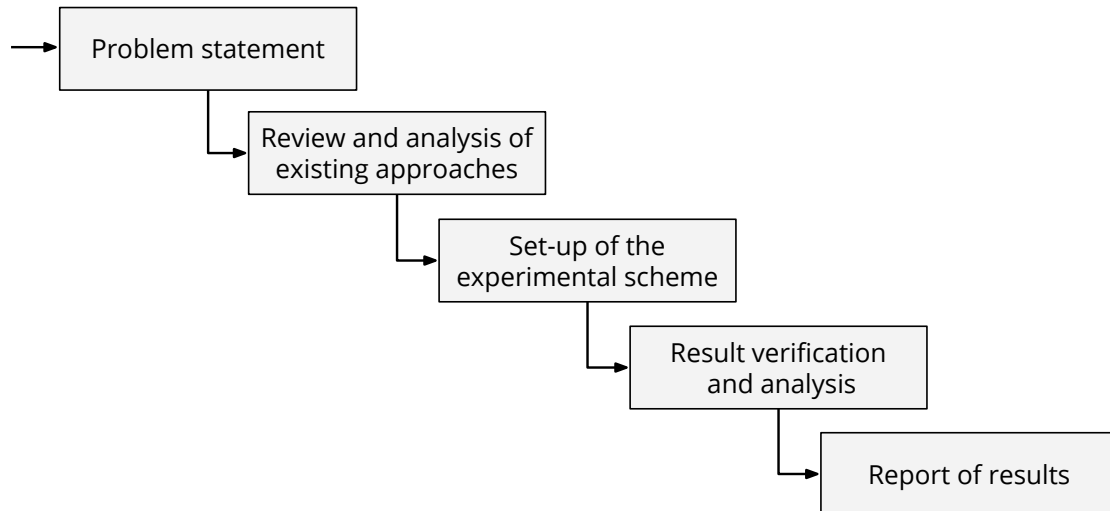 Problem statement
Review and analysis of
existing approaches
Set-up of the
experimental scheme
Result verification
and analysis
Report of results